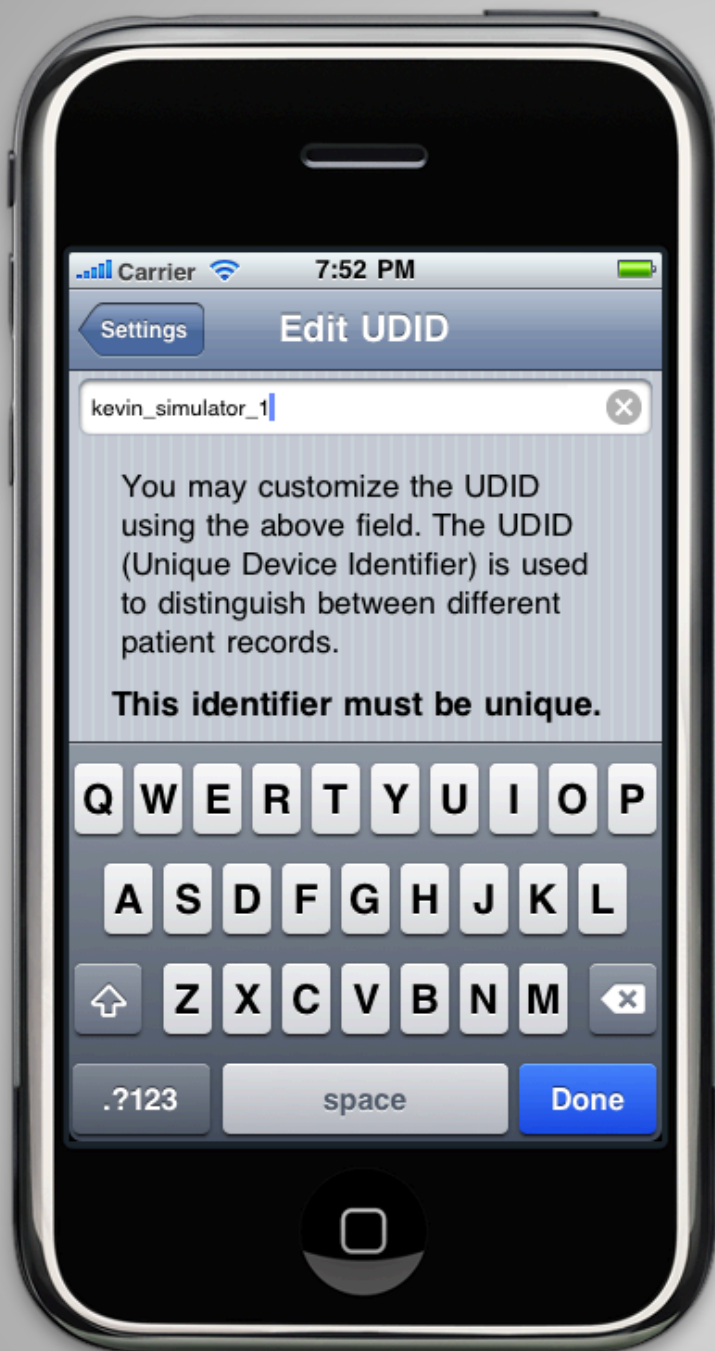 Carrier 7:52 PM
Settings Edit UDID
kevin_simulator_1
You may customize the UDID
using the above field. The UDID
(Unique Device Identifier) is used
to distinguish between different
patient records.
This identifier must be unique.
Q W E R T Y U I O P
A S D F G H J K L
Z X C V B N M
.?123 space Done